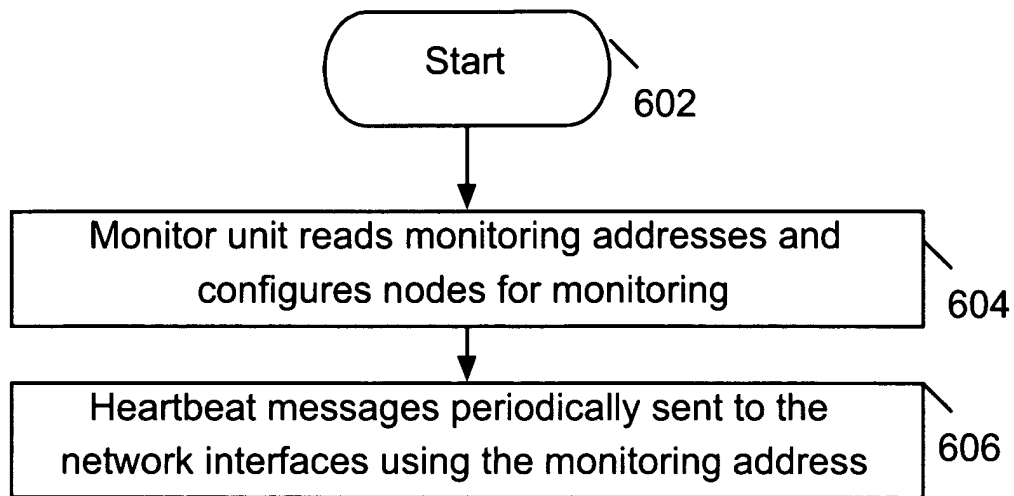 Start
602
Monitor unit reads monitoring addresses and
configures nodes for monitoring
604
Heartbeat messages periodically sent to the
network interfaces using the monitoring address
606